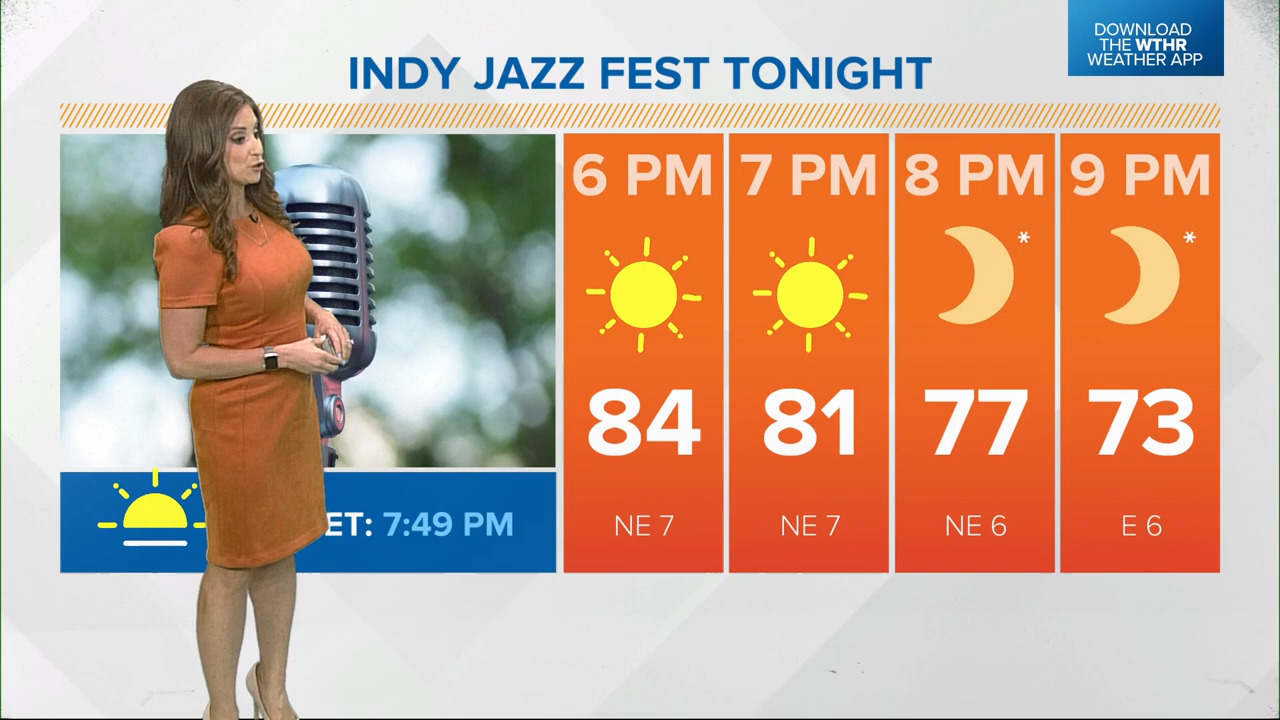 DOWNLOAD
THE WTHR
WEATHER APP
INDY JAZZ FEST TONIGHT
6 PM 7 PM 8 PM 9 PM
* *
84 81 77 73
NE 7 NE 7 NE 6 E 6
ET: 7:49 PM